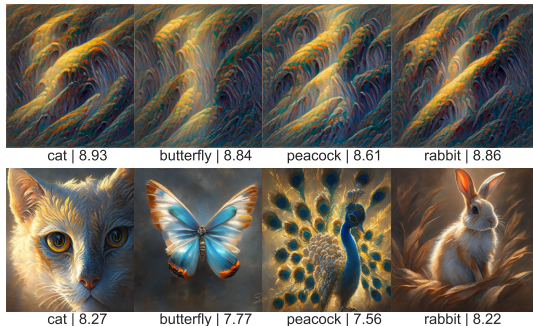 cat | 8.93 butterfly | 8.84 peacock | 8.61 rabbit | 8.86
cat | 8.27 butterfly | 7.77 peacock | 7.56 rabbit | 8.22